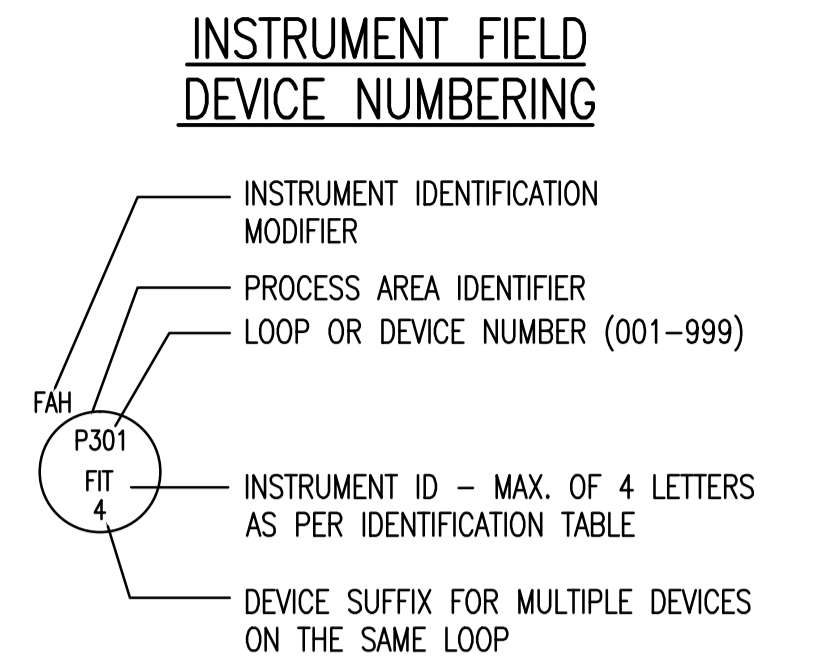 INSTRUMENT FIELD
DEVICE NUMBERING
INSTRUMENT IDENTIFICATION
MODIFIER
PROCESS AREA IDENTIFIER
LOOP OR DEVICE NUMBER (001-999)
FAH
P301
FIT
4
INSTRUMENT ID - MAX. OF 4 LETTERS
AS PER IDENTIFICATION TABLE
DEVICE SUFFIX FOR MULTIPLE DEVICES
ON THE SAME LOOP